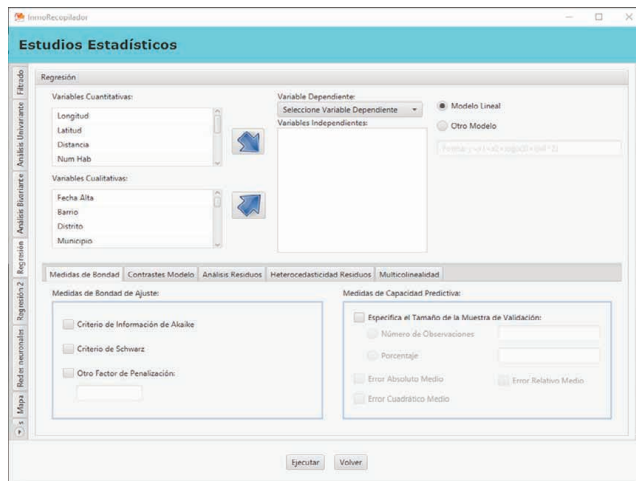 InmoRecopilador
Estudios Estadísticos
Filtrado
Análisis Univariante
Análisis Bivariante
Regresión
Regresión 2
Redes neuronales
Mapa
Regresión
Variables Cuantitativas:
Longitud
Latitud
Distancia
Num Hab
Variables Cualitativas:
Fecha Alta
Barrio
Distrito
Municipio
Variable Dependiente:
Seleccione Variable Dependiente
Variables Independientes:
Modelo Lineal
Otro Modelo
Medidas de Bondad
Contrastes Modelo
Análisis Residuos
Heterocedasticidad Residuos
Multicolinealidad
Medidas de Bondad de Ajuste:
Criterio de Información de Akaike
Criterio de Schwarz
Otro Factor de Penalización:
Medidas de Capacidad Predictiva:
Especifica el Tamaño de la Muestra de Validación:
Número de Observaciones
Porcentaje
Error Absoluto Medio
Error Relativo Medio
Error Cuadrático Medio
Ejecutar
Volver